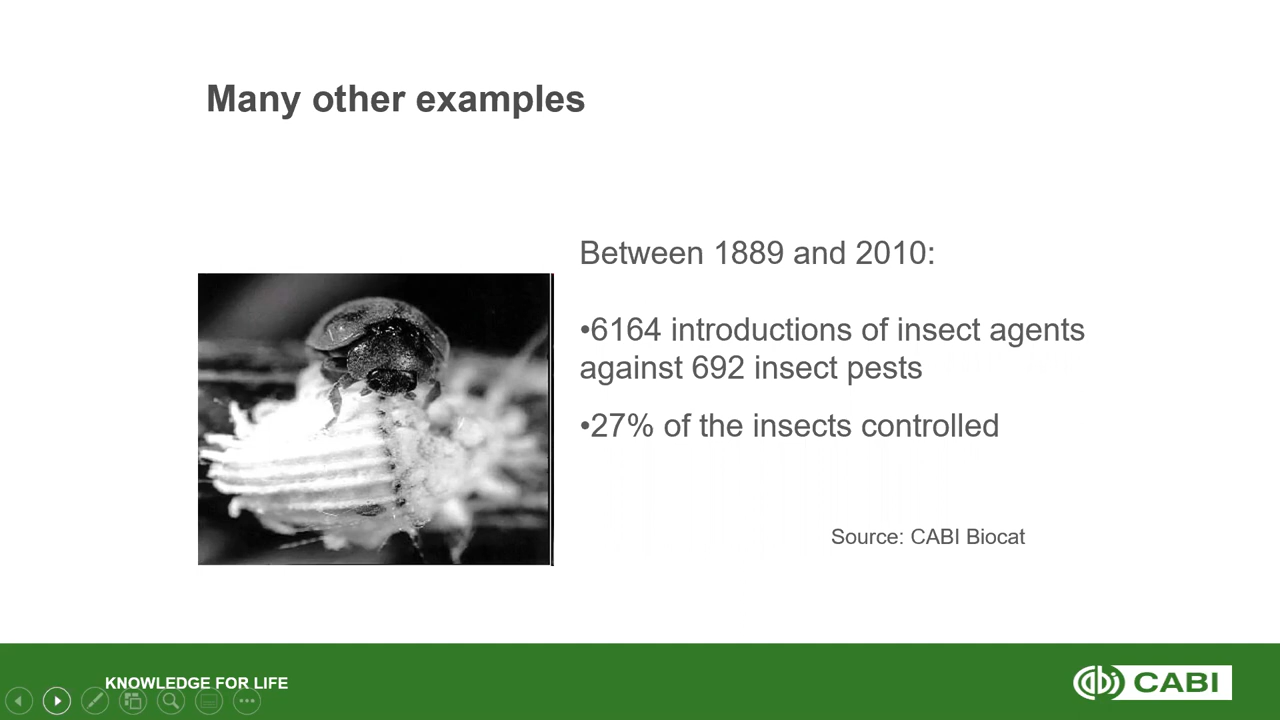 Many other examples
Between 1889 and 2010:
•6164 introductions of insect agents
against 692 insect pests
•27% of the insects controlled
Source: CABI Biocat
KNOWLEDGE FOR LIFE
CABI